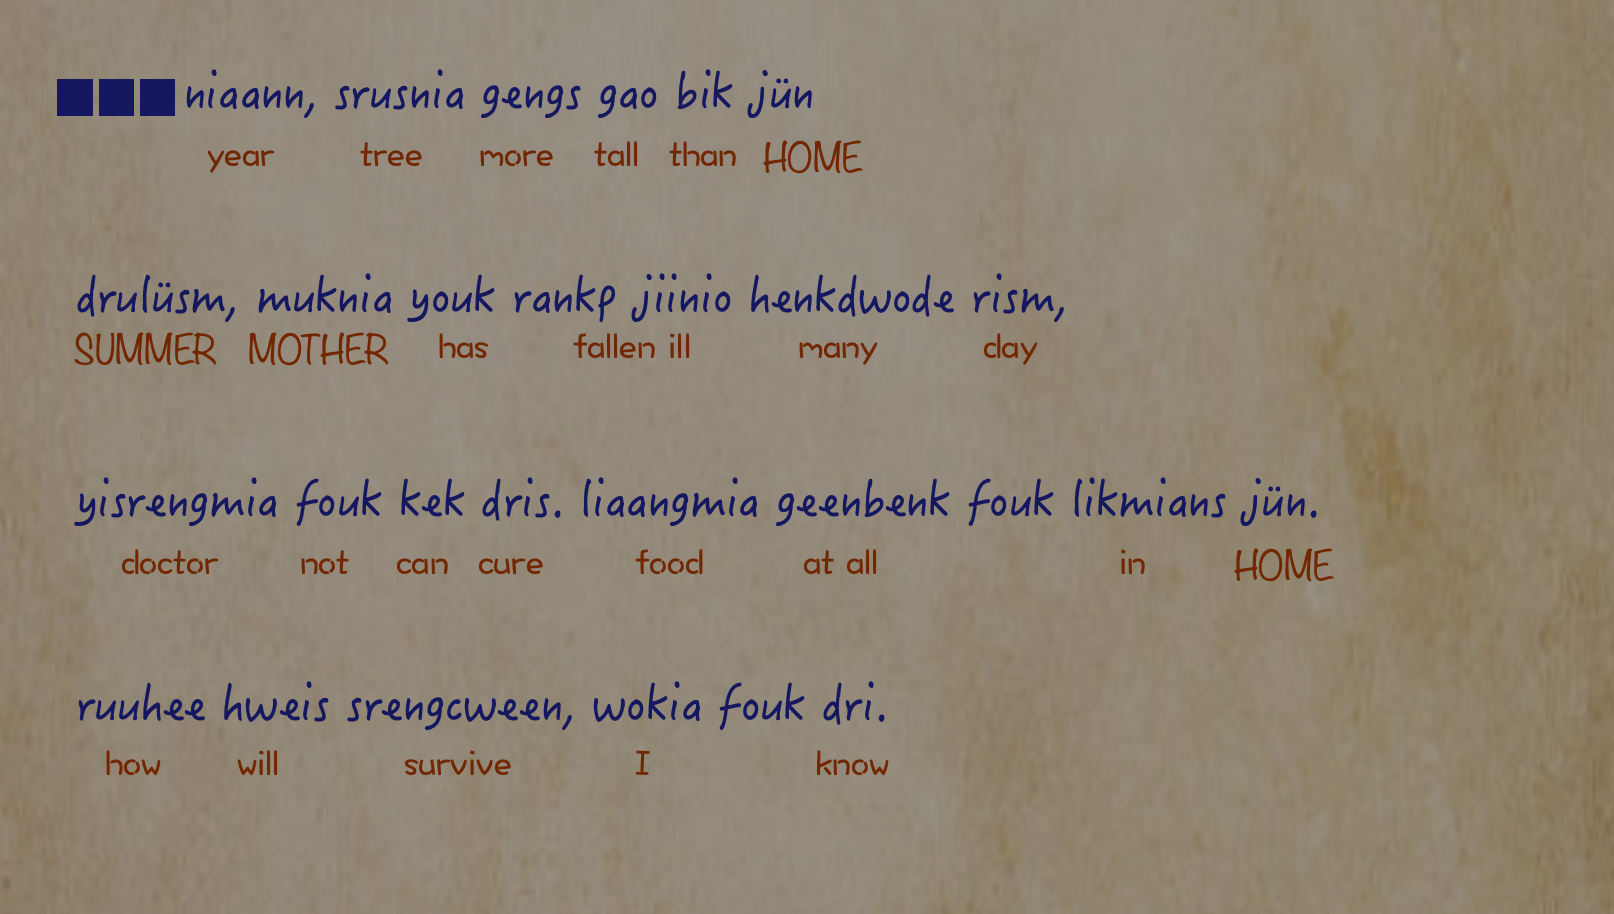 ■■■niaann, srusnia gengs gao bik jün
year tree more tall than HOME
drulüsm, muknia youk rankp jiinio henkdwode rism,
SUMMER MOTHER has fallen ill many day
yisrengmia fouk kek dris. liaangmia geenbenk fouk likmians jün.
doctor not can cure food at all in HOME
ruuhee hweis srengcween, wokia fouk dri.
how will survive I know